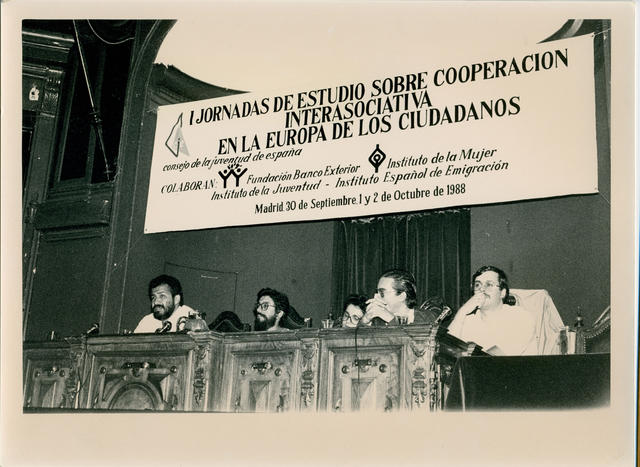 I JORNADAS DE ESTUDIO SOBRE COOPERACION
INTERASOCIATIVA
EN LA EUROPA DE LOS CIUDADANOS
consejo de la juventud de españa
COLABORAN: Fundación Banco Exterior Instituto de la Mujer
Instituto de la Juventud - Instituto Español de Emigración
Madrid 30 de Septiembre.1 y 2 de Octubre de 1988